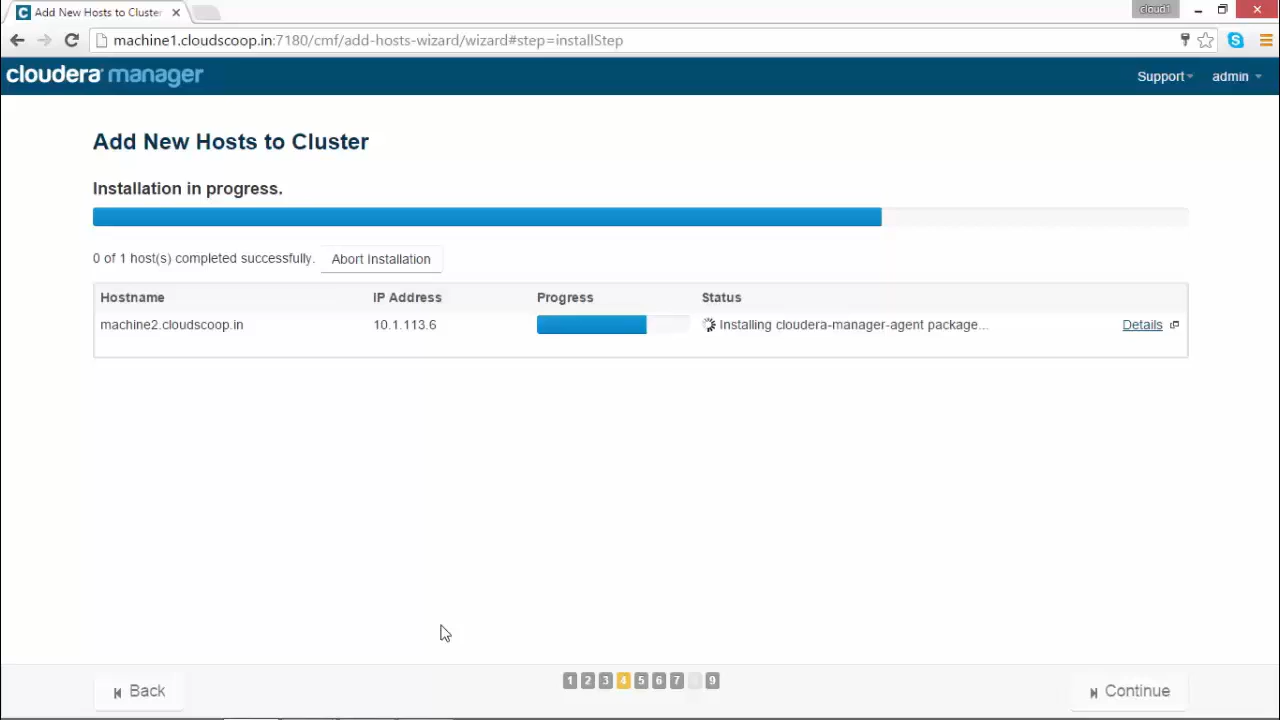 Add New Hosts to Cluster
cloud1
machine1.cloudscoop.in:7180/cmf/add-hosts-wizard/wizard#step=installStep
cloudera manager
Support
admin
Add New Hosts to Cluster
Installation in progress.
0 of 1 host(s) completed successfully. Abort Installation
Hostname IP Address Progress Status
machine2.cloudscoop.in 10.1.113.6 Installing cloudera-manager-agent package... Details
Back 1 2 3 4 5 6 7 9 Continue